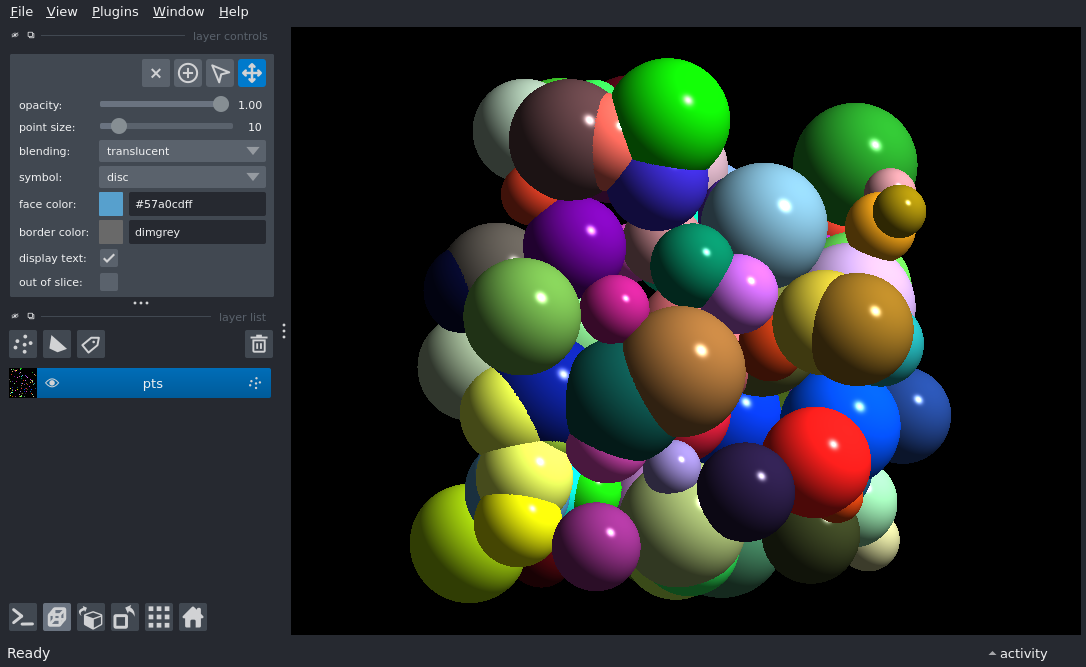 File View Plugins Window Help
layer controls
opacity: 1.00
point size: 10
blending: translucent
symbol: disc
face color: #57a0cdff
border color: dimgrey
display text:
out of slice:
layer list
pts
Ready
activity